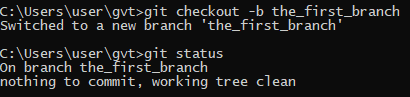 C:\Users\user\gvt>git checkout -b the_first_branch
Switched to a new branch 'the_first_branch'
C:\Users\user\gvt>git status
On branch the_first_branch
nothing to commit, working tree clean